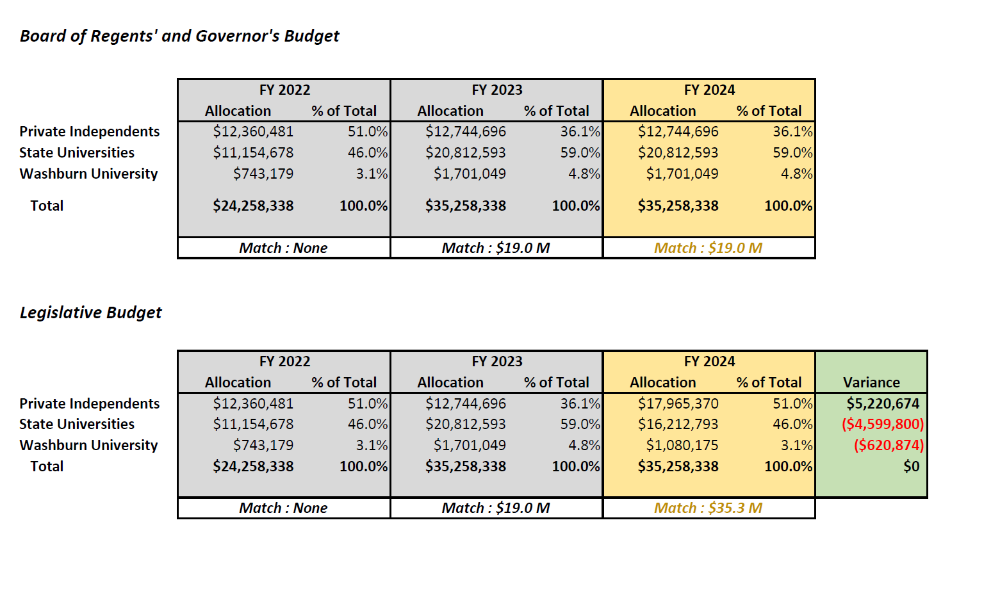 Board of Regents' and Governor's Budget
FY 2022 FY 2023 FY 2024
Allocation % of Total Allocation % of Total Allocation % of Total
Private Independents $12,360,481 51.0% $12,744,696 36.1% $12,744,696 36.1%
State Universities $11,154,678 46.0% $20,812,593 59.0% $20,812,593 59.0%
Washburn University $743,179 3.1% $1,701,049 4.8% $1,701,049 4.8%
Total $24,258,338 100.0% $35,258,338 100.0% $35,258,338 100.0%
Match : None Match : $19.0 M Match : $19.0 M
Legislative Budget
FY 2022 FY 2023 FY 2024
Allocation % of Total Allocation % of Total Allocation % of Total Variance
Private Independents $12,360,481 51.0% $12,744,696 36.1% $17,965,370 51.0% $5,220,674
State Universities $11,154,678 46.0% $20,812,593 59.0% $16,212,793 46.0% ($4,599,800)
Washburn University $743,179 3.1% $1,701,049 4.8% $1,080,175 3.1% ($620,874)
Total $24,258,338 100.0% $35,258,338 100.0% $35,258,338 100.0% $0
Match : None Match : $19.0 M Match : $35.3 M